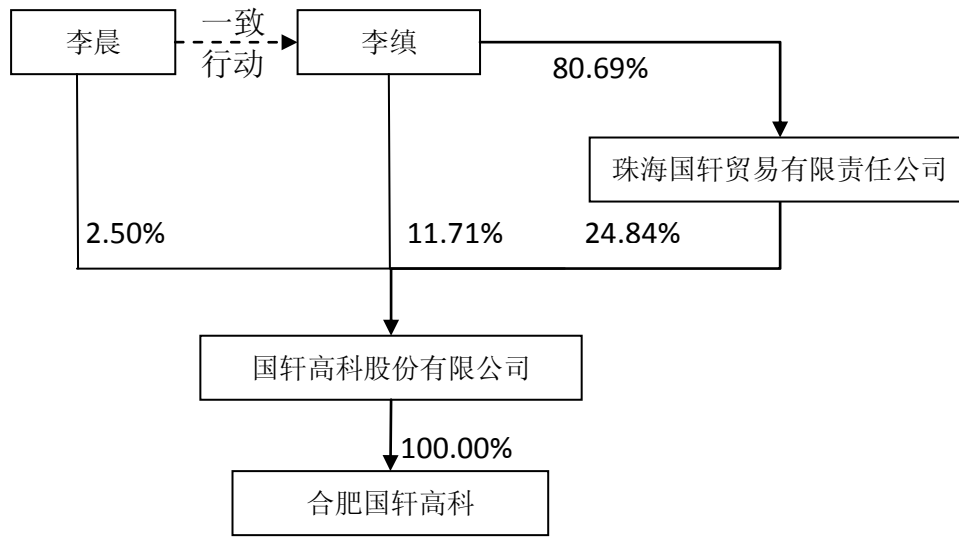 李晨
一致
行动
李缜
80.69%
珠海国轩贸易有限责任公司
2.50%
11.71%
24.84%
国轩高科股份有限公司
100.00%
合肥国轩高科